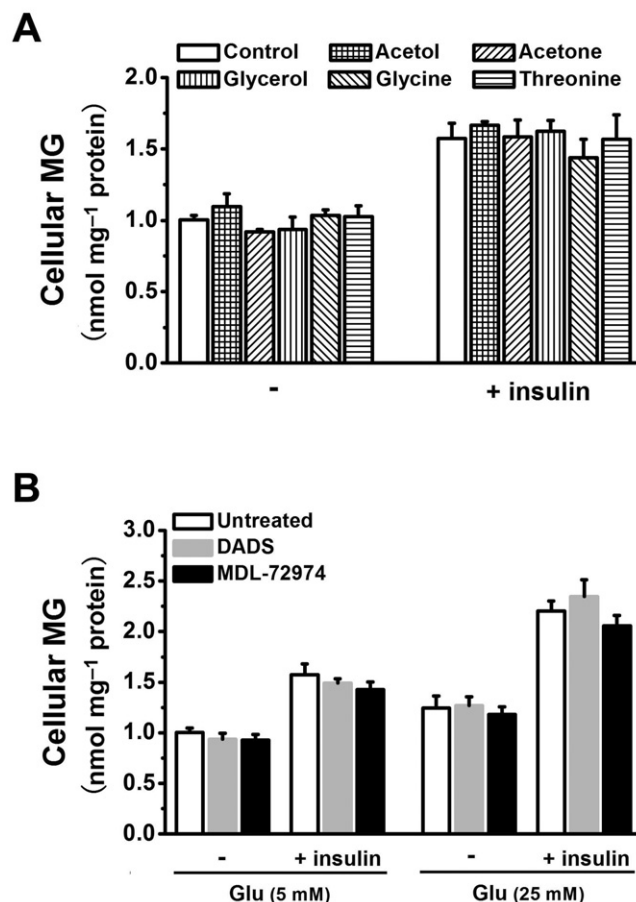 A
Control Acetol Acetone
Glycerol Glycine Threonine
Cellular MG
(nmol mg⁻¹ protein)
2.0
1.5
1.0
0.5
0.0
- + insulin
B
Untreated
DADS
MDL-72974
Cellular MG
(nmol mg⁻¹ protein)
3.0
2.5
2.0
1.5
1.0
0.5
0.0
- + insulin - + insulin
Glu (5 mM) Glu (25 mM)